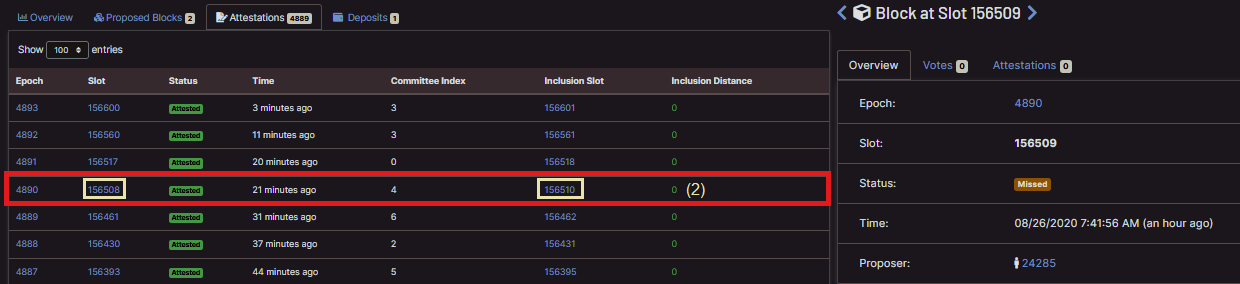 Overview Proposed Blocks 2 Attestations 4889 Deposits 1
Show 100 entries
Epoch Slot Status Time Committee Index Inclusion Slot Inclusion Distance
4893 156600 Attested 3 minutes ago 3 156601 0
4892 156560 Attested 11 minutes ago 3 156561 0
4891 156517 Attested 20 minutes ago 0 156518 0
4890 156508 Attested 21 minutes ago 4 156510 0 (2)
4889 156461 Attested 31 minutes ago 6 156462 0
4888 156430 Attested 37 minutes ago 2 156431 0
4887 156393 Attested 44 minutes ago 5 156395 0
Block at Slot 156509
Overview Votes 0 Attestations 0
Epoch: 4890
Slot: 156509
Status: Missed
Time: 08/26/2020 7:41:56 AM (an hour ago)
Proposer: 24285